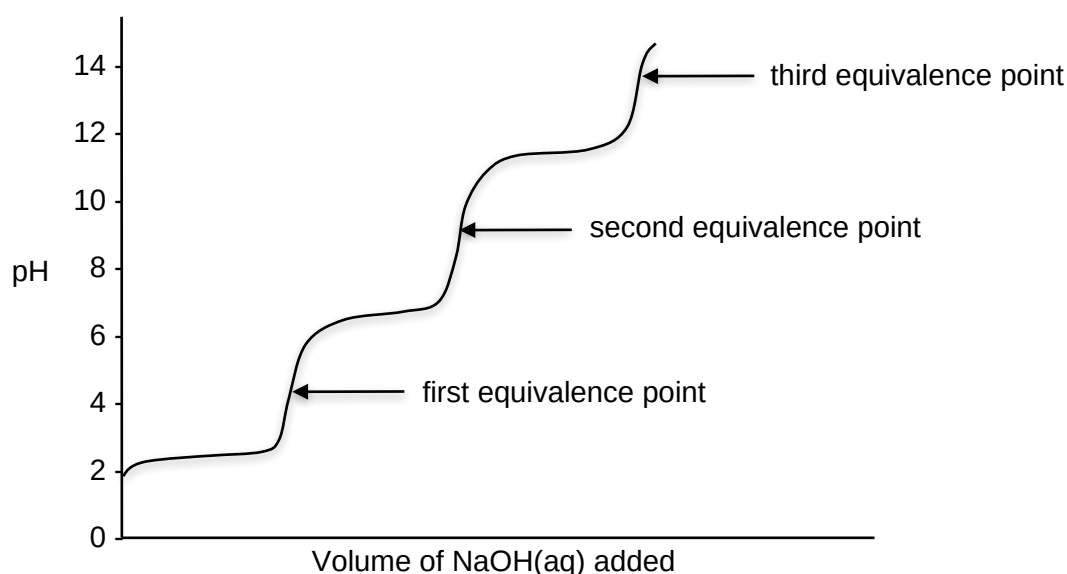 14
third equivalence point
12
10
second equivalence point
8
pH
6
4
first equivalence point
2
0
Volume of NaOH(aq) added